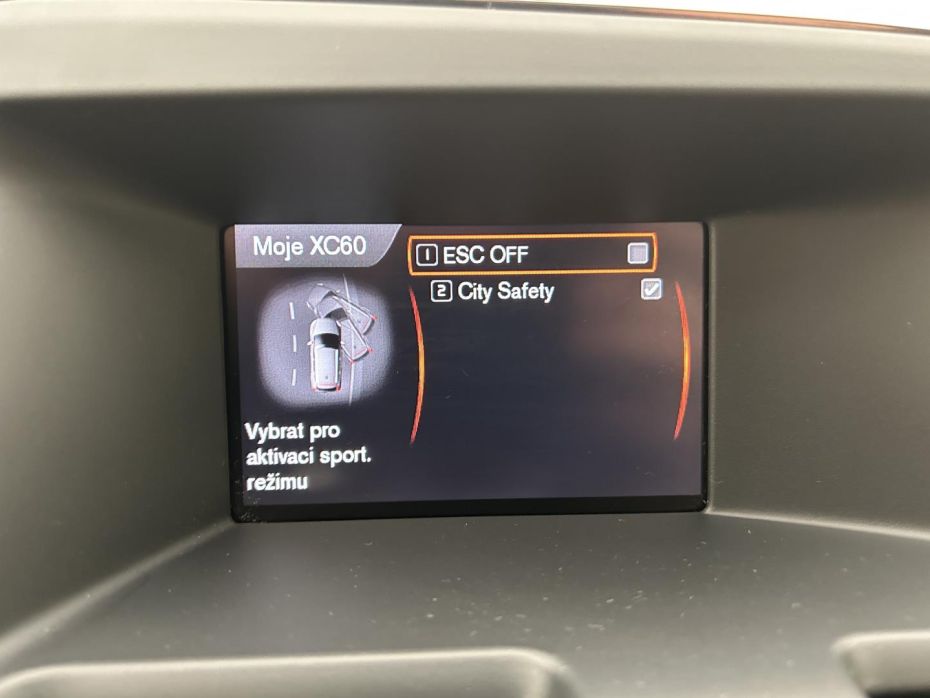 Moje XC60
1 ESC OFF
2 City Safety
Vybrat pro
aktivaci sport.
režimu